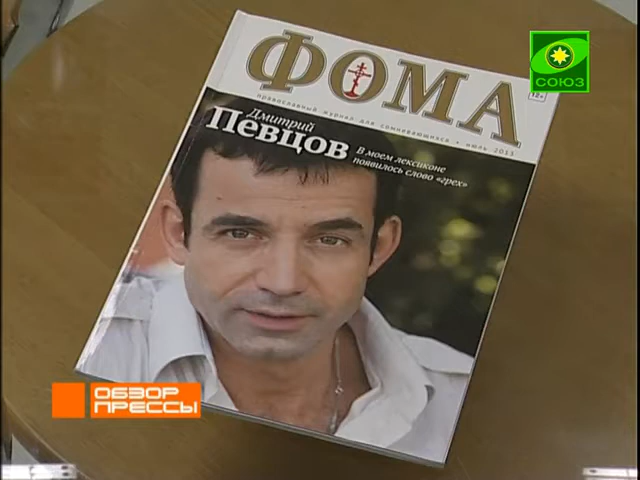 ФОМА
СОЮЗ
12+
православный журнал для сомневающихся • июль 2013
Дмитрий
Певцов
В моем лексиконе
появилось слово «грех»
ОБЗОР
ПРЕССЫ